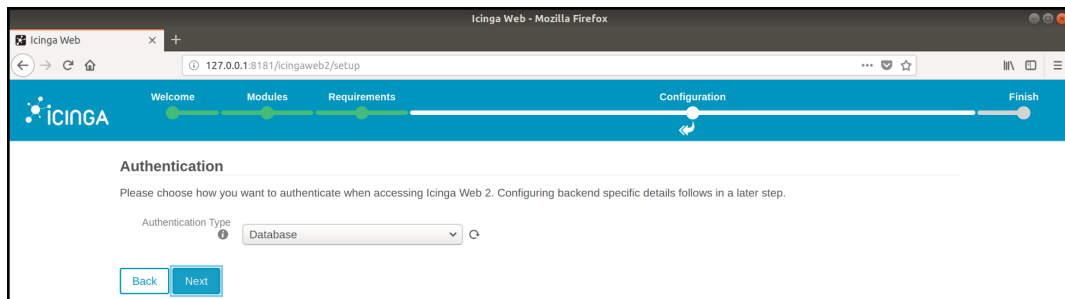 Icinga Web - Mozilla Firefox
Icinga Web
127.0.0.1:8181/icingaweb2/setup
ICINGA
Welcome Modules Requirements Configuration Finish
Authentication
Please choose how you want to authenticate when accessing Icinga Web 2. Configuring backend specific details follows in a later step.
Authentication Type
Database
Back Next